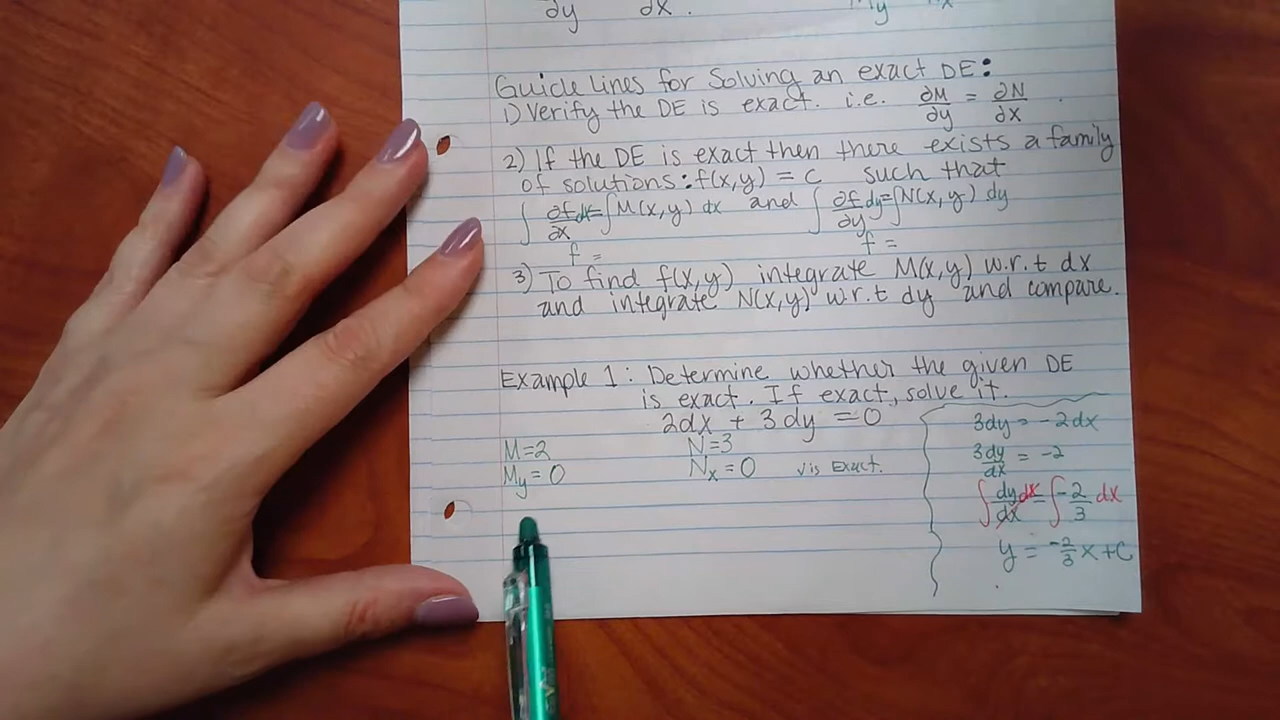 ∂y ∂x. My Nx
Guide lines for Solving an exact DE:
1) Verify the DE is exact. i.e. ∂M/∂y = ∂N/∂x
2) If the DE is exact then there exists a family
of solutions: f(x,y) = c such that
∫ ∂f/∂x dx = ∫ M(x,y) dx and ∫ ∂f/∂y dy = ∫ N(x,y) dy
f = f =
3) To find f(x,y) integrate M(x,y) w.r.t dx
and integrate N(x,y) w.r.t dy and compare.
Example 1: Determine whether the given DE
is exact. If exact, solve it.
2dx + 3dy = 0
M=2 N=3
My = 0 Nx = 0 √is Exact.
3dy = -2dx
3dy/dx = -2
∫ dy/dx dx = ∫ -2/3 dx
y = -2/3 x + C